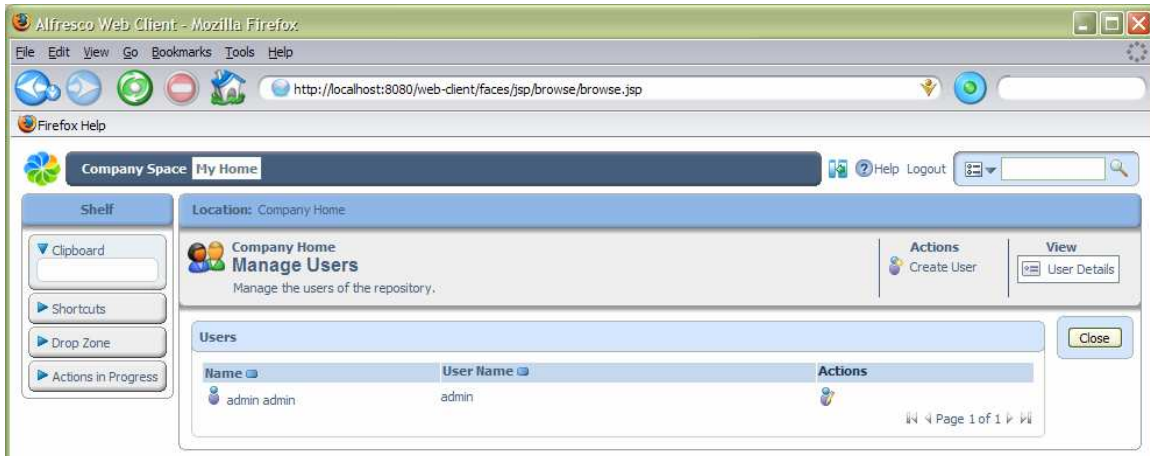 Alfresco Web Client - Mozilla Firefox
File Edit View Go Bookmarks Tools Help
http://localhost:8080/web-client/faces/jsp/browse/browse.jsp
Firefox Help
Company Space My Home Help Logout
Shelf
Location: Company Home
Clipboard
Shortcuts
Drop Zone
Actions in Progress
Company Home
Manage Users
Manage the users of the repository.
Actions
Create User
View
User Details
Users
Close
Name User Name Actions
admin admin admin
Page 1 of 1